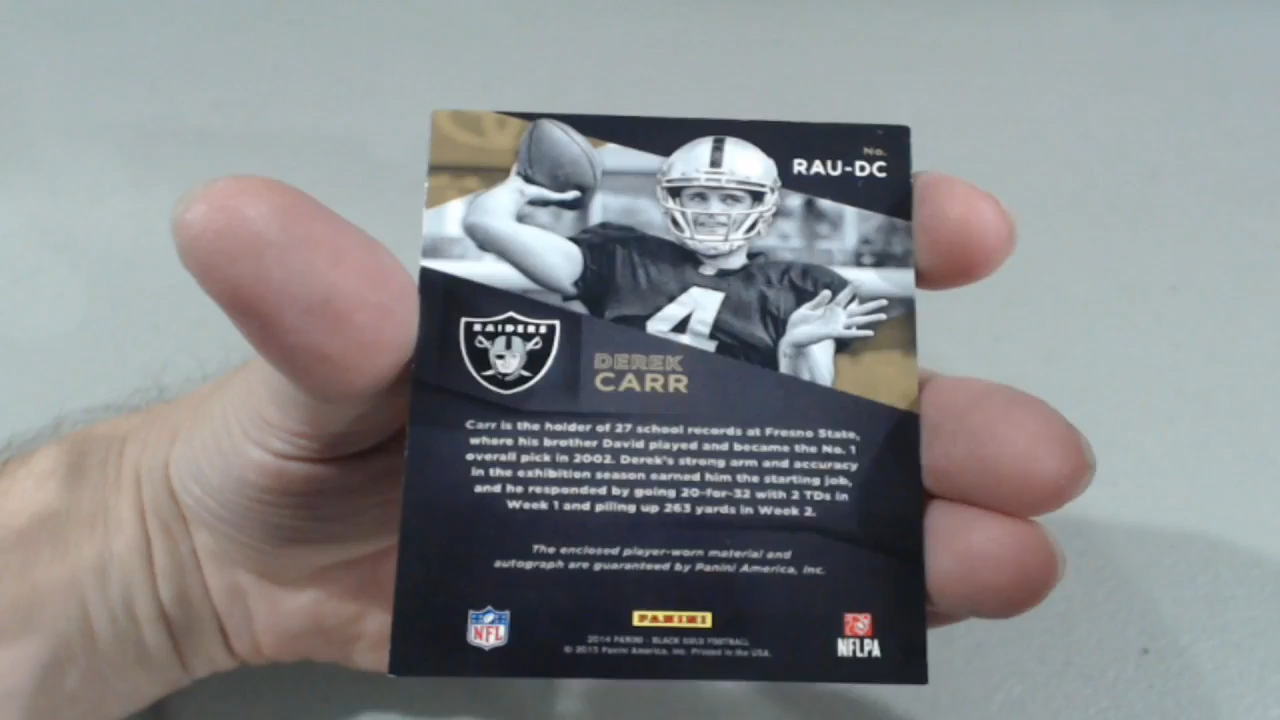 No.
RAU-DC
4
RAIDERS
DEREK
CARR
Carr is the holder of 27 school records at Fresno State,
where his brother David played and became the No. 1
overall pick in 2002. Derek's strong arm and accuracy
in the exhibition season earned him the starting job,
and he responded by going 20-for-32 with 2 TDs in
Week 1 and piling up 263 yards in Week 2.
The enclosed player-worn material and
autograph are guaranteed by Panini America, Inc.
NFL
PANINI
NFLPA
2014 PANINI - BLACK GOLD FOOTBALL
© 2015 Panini America, Inc. Printed in the USA.